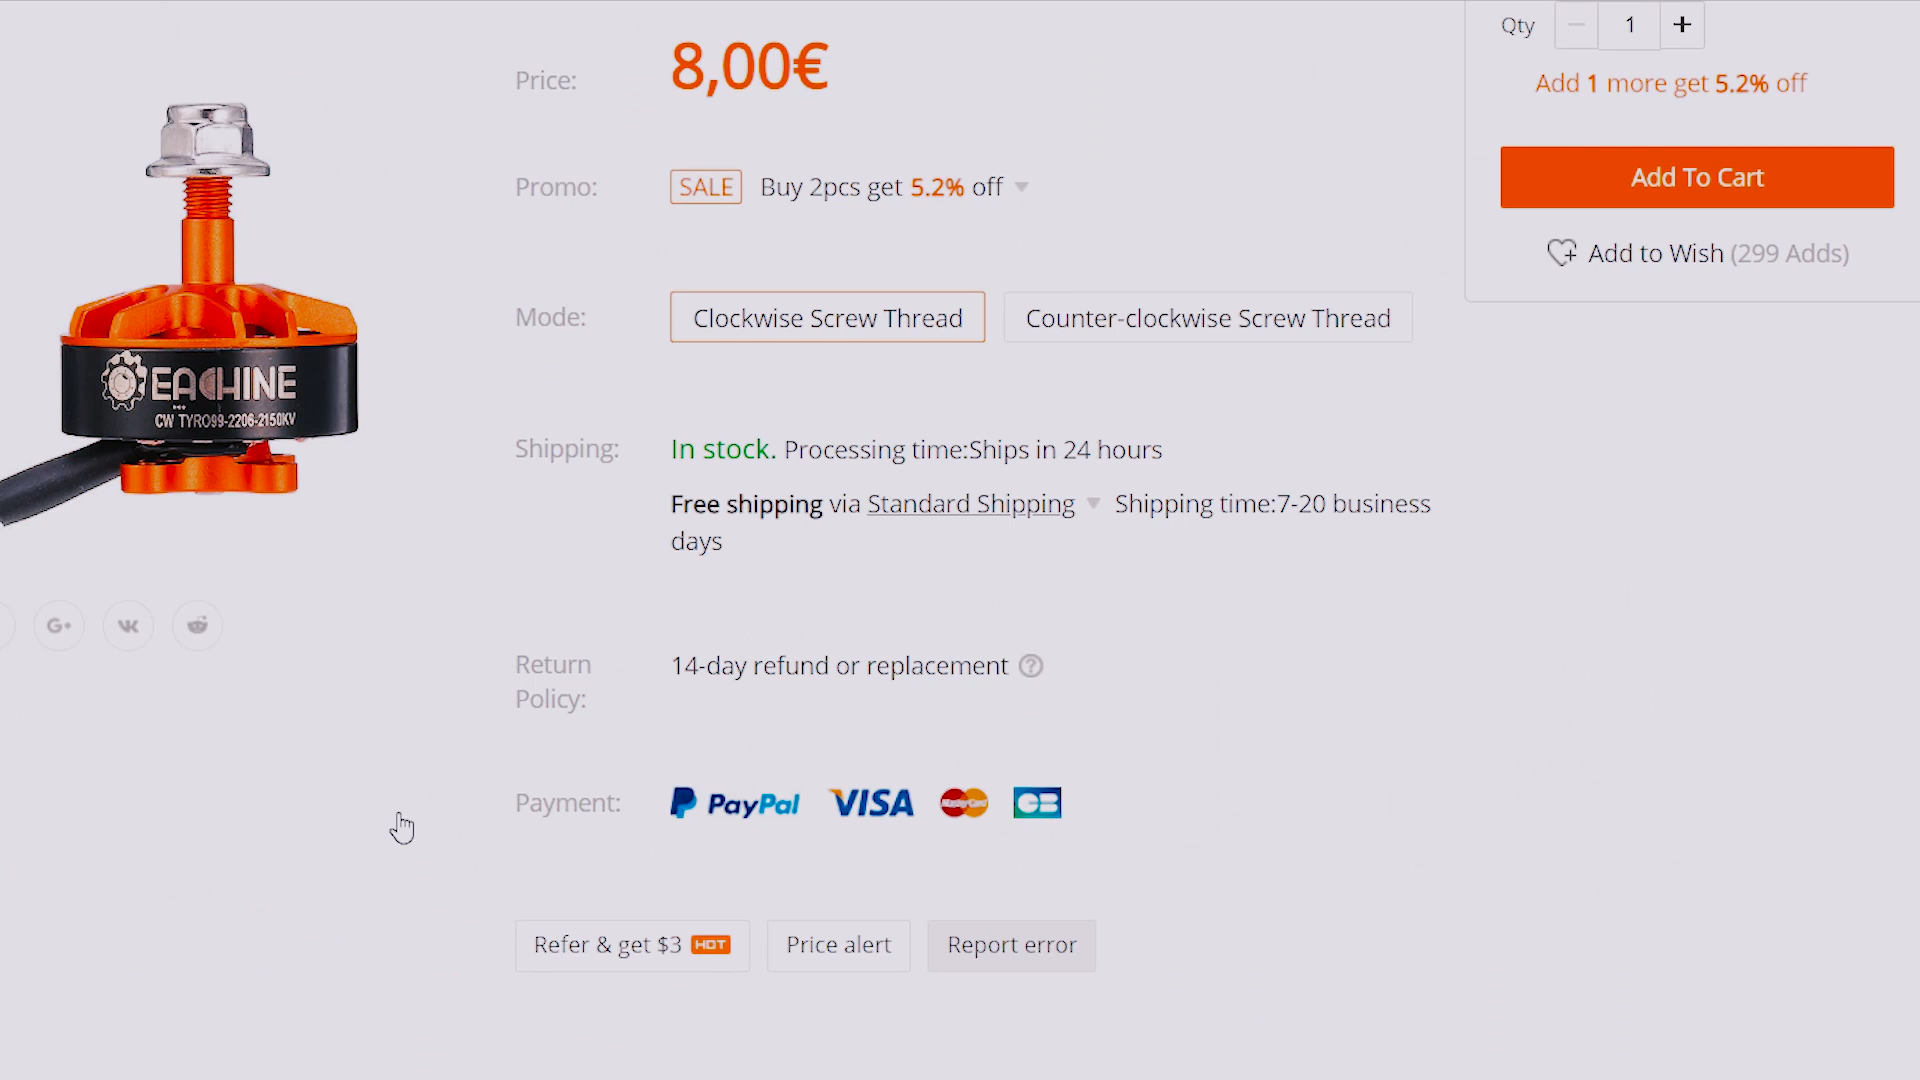 Qty 1 +
Add 1 more get 5.2% off
Add To Cart
Add to Wish (299 Adds)
Price: 8,00€
Promo: SALE Buy 2pcs get 5.2% off
Mode: Clockwise Screw Thread Counter-clockwise Screw Thread
Shipping: In stock. Processing time:Ships in 24 hours
Free shipping via Standard Shipping Shipping time:7-20 business
days
Return
Policy:
14-day refund or replacement ?
Payment: PayPal VISA MasterCard CB
Refer & get $3 HOT Price alert Report error
EACHINE
CW TYRO99-2206-2150KV
G+ VK